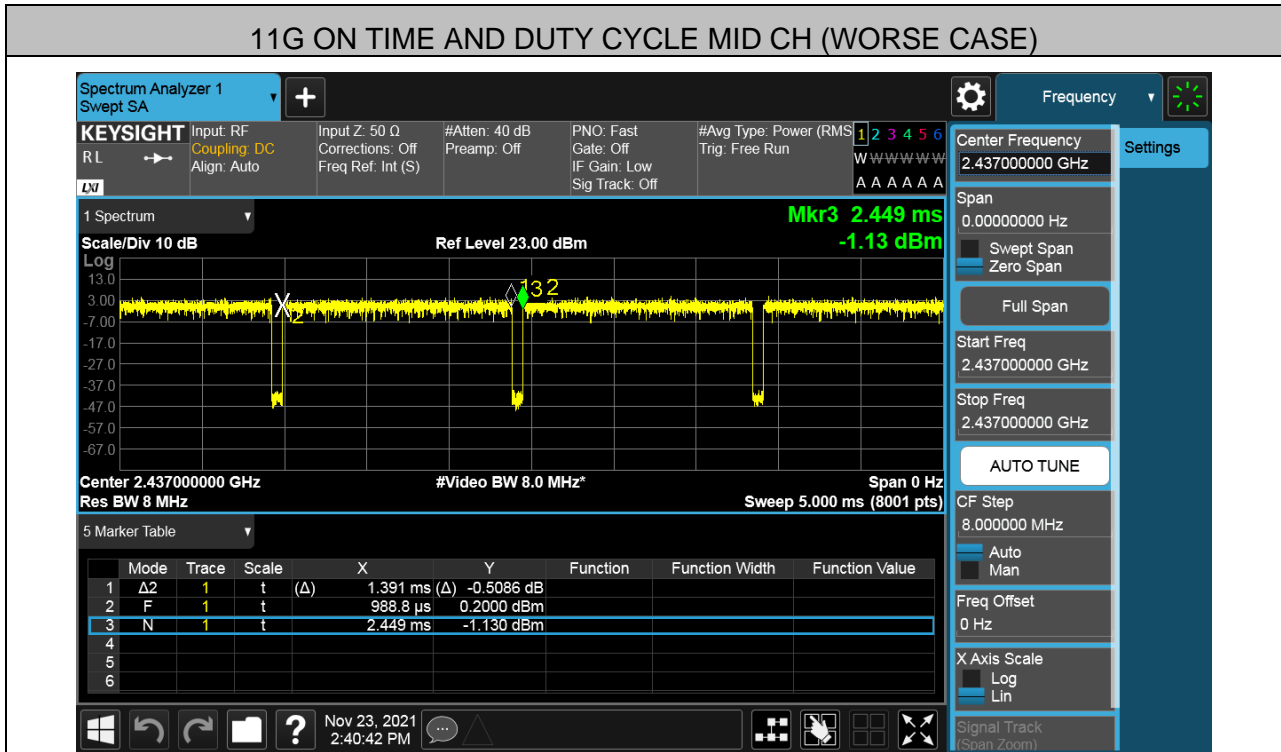 11G ON TIME AND DUTY CYCLE MID CH (WORSE CASE)
Spectrum Analyzer 1
Swept SA
Frequency
KEYSIGHT
RL
LXI
Input: RF
Coupling: DC
Align: Auto
Input Z: 50 Ω
Corrections: Off
Freq Ref: Int (S)
#Atten: 40 dB
Preamp: Off
PNO: Fast
Gate: Off
IF Gain: Low
Sig Track: Off
#Avg Type: Power (RMS
Trig: Free Run
1 2 3 4 5 6
W W W W W W
A A A A A A
1 Spectrum
Mkr3 2.449 ms
Scale/Div 10 dB
Ref Level 23.00 dBm
-1.13 dBm
Log
13.0
3.00
-7.00
-17.0
-27.0
-37.0
-47.0
-57.0
-67.0
X
2
1 3 2
Center 2.437000000 GHz
#Video BW 8.0 MHz*
Span 0 Hz
Res BW 8 MHz
Sweep 5.000 ms (8001 pts)
5 Marker Table
Mode Trace Scale X Y Function Function Width Function Value
1 Δ2 1 t (Δ) 1.391 ms (Δ) -0.5086 dB
2 F 1 t 988.8 µs 0.2000 dBm
3 N 1 t 2.449 ms -1.130 dBm
4
5
6
Nov 23, 2021
2:40:42 PM
Center Frequency
2.437000000 GHz
Settings
Span
0.00000000 Hz
Swept Span
Zero Span
Full Span
Start Freq
2.437000000 GHz
Stop Freq
2.437000000 GHz
AUTO TUNE
CF Step
8.000000 MHz
Auto
Man
Freq Offset
0 Hz
X Axis Scale
Log
Lin
Signal Track
(Span Zoom)